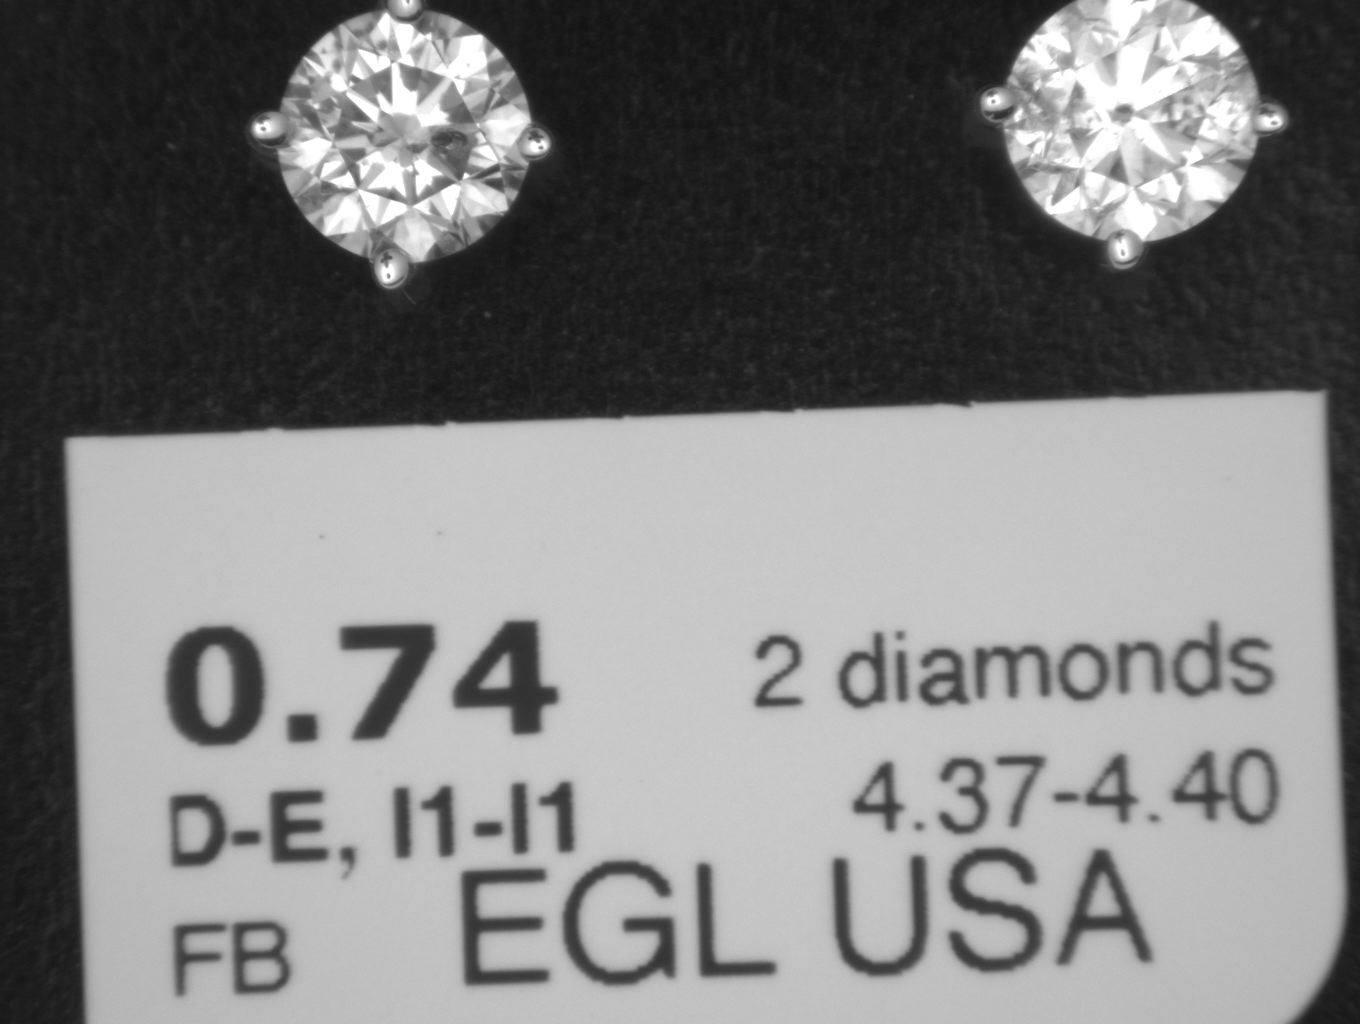 0.74 2 diamonds
D-E, I1-I1 4.37-4.40
FB EGL USA